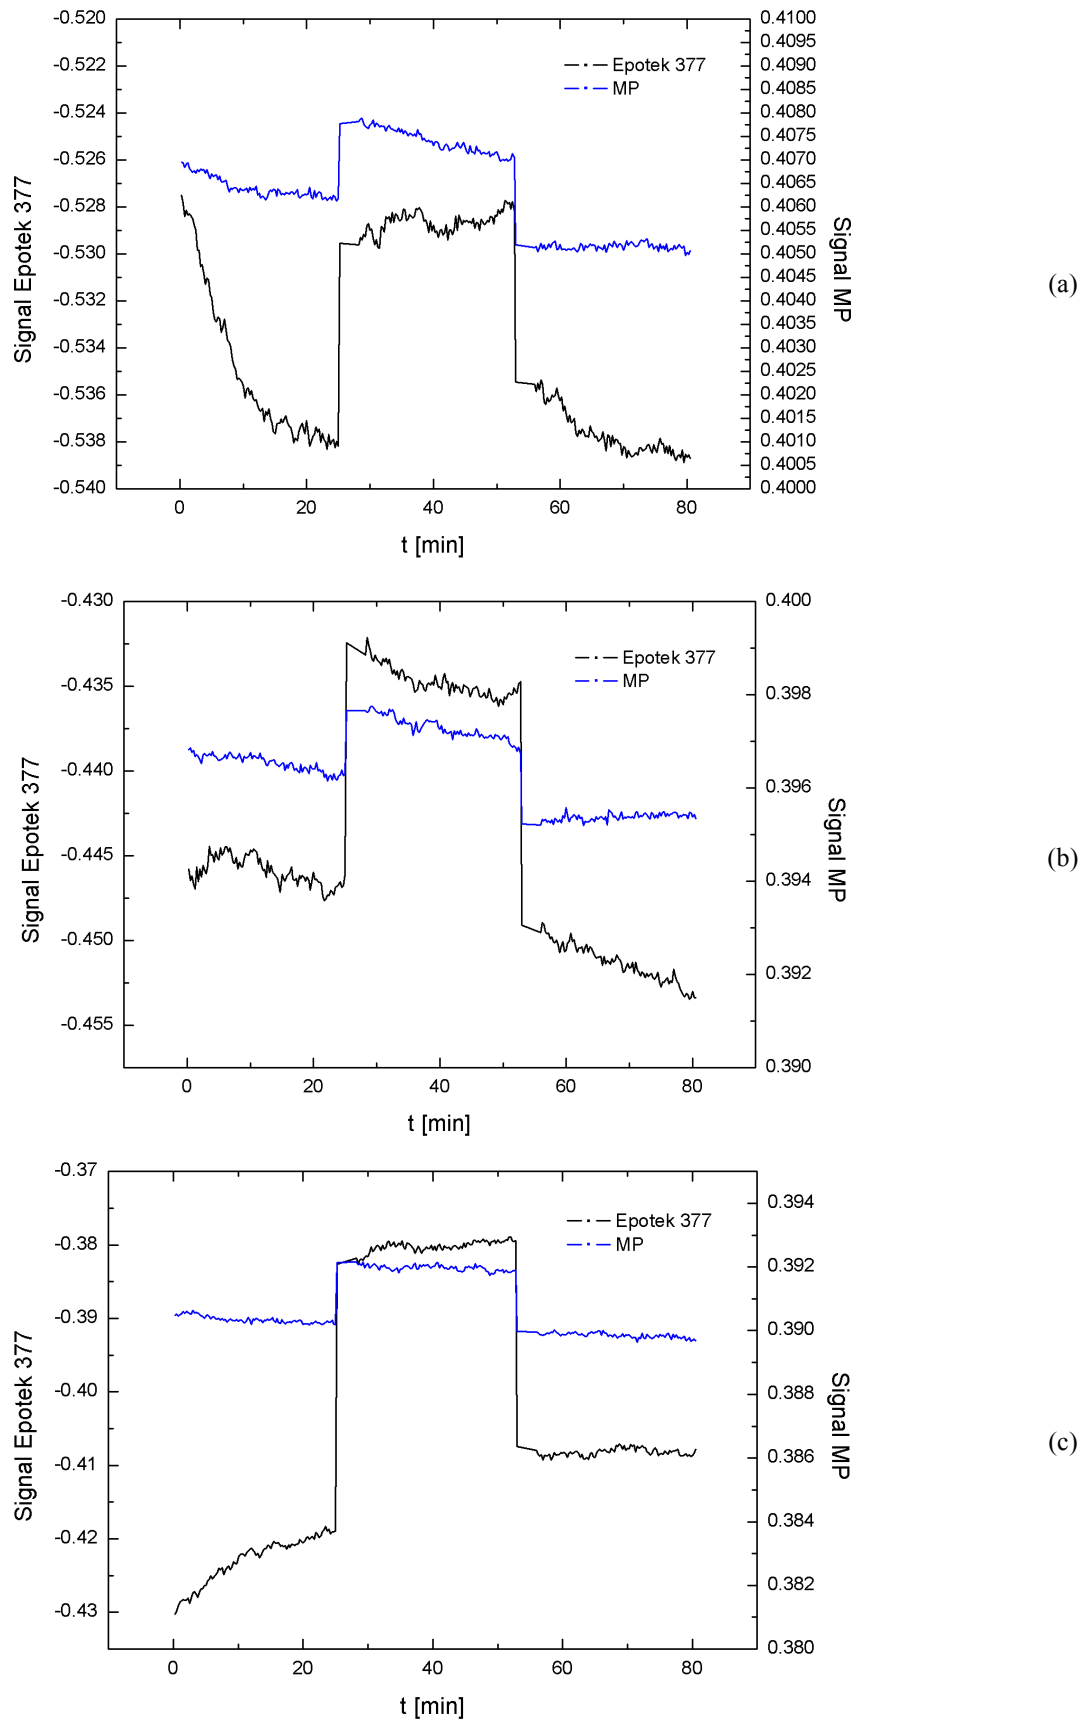 -0.520
-0.522
-0.524
-0.526
-0.528
-0.530
-0.532
-0.534
-0.536
-0.538
-0.540
Signal Epotek 377
Epotek 377
MP
0.4100
0.4095
0.4090
0.4085
0.4080
0.4075
0.4070
0.4065
0.4060
0.4055
0.4050
0.4045
0.4040
0.4035
0.4030
0.4025
0.4020
0.4015
0.4010
0.4005
0.4000
Signal MP
(a)
0 20 40 60 80
t [min]
-0.430
-0.435
-0.440
-0.445
-0.450
-0.455
Signal Epotek 377
Epotek 377
MP
0.400
0.398
0.396
0.394
0.392
0.390
Signal MP
(b)
0 20 40 60 80
t [min]
-0.37
-0.38
-0.39
-0.40
-0.41
-0.42
-0.43
Signal Epotek 377
Epotek 377
MP
0.394
0.392
0.390
0.388
0.386
0.384
0.382
0.380
Signal MP
(c)
0 20 40 60 80
t [min]